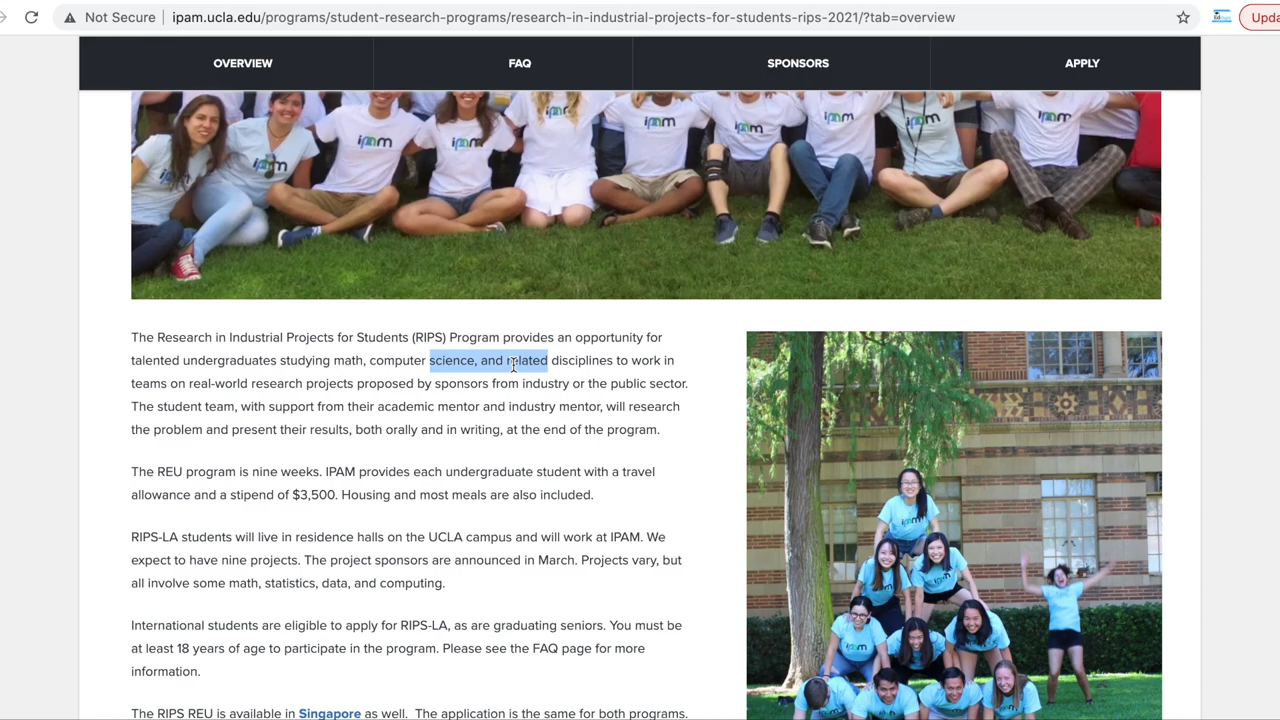 Not Secure
ipam.ucla.edu/programs/student-research-programs/research-in-industrial-projects-for-students-rips-2021/?tab=overview
OVERVIEW
FAQ
SPONSORS
APPLY
ipam
ipam
ipam
ipam
ipam
ipam
ipam
ipam
The Research in Industrial Projects for Students (RIPS) Program provides an opportunity for
talented undergraduates studying math, computer science, and related disciplines to work in
teams on real-world research projects proposed by sponsors from industry or the public sector.
The student team, with support from their academic mentor and industry mentor, will research
the problem and present their results, both orally and in writing, at the end of the program.
The REU program is nine weeks. IPAM provides each undergraduate student with a travel
allowance and a stipend of $3,500. Housing and most meals are also included.
RIPS-LA students will live in residence halls on the UCLA campus and will work at IPAM. We
expect to have nine projects. The project sponsors are announced in March. Projects vary, but
all involve some math, statistics, data, and computing.
International students are eligible to apply for RIPS-LA, as are graduating seniors. You must be
at least 18 years of age to participate in the program. Please see the FAQ page for more
information.
The RIPS REU is available in Singapore as well. The application is the same for both programs.